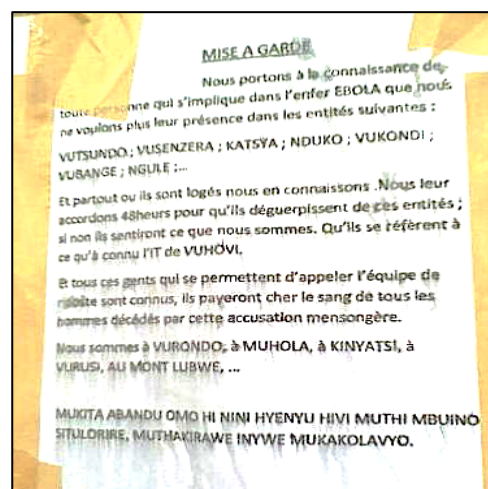 MISE A GARDE
Nous portons à la connaissance de
toute personne qui s'implique dans l'enfer EBOLA que nous
ne voulons plus leur présence dans les entités suivantes :
VUTSUNDO ; VUSENZERA ; KATSYA ; NDUKO ; VUKONDI ;
VUBANGE ; NGULE ;...
Et partout ou ils sont logés nous en connaissons .Nous leur
accordons 48heurs pour qu'ils déguerpissent de ces entités ;
si non ils sentiront ce que nous sommes. Qu'ils se réfèrent à
ce qu'à connu l'IT de VUHOVI.
Et tous ces gents qui se permettent d'appeler l'équipe de
riposte sont connus, ils payeront cher le sang de tous les
hommes décédés par cette accusation mensongère.
Nous sommes à VURONDO, à MUHOLA, à KINYATSI, à
VURUSI, AU MONT LUBWE, ...
MUKITA ABANDU OMO HI NINI HYENYU HIVI MUTHI MBUINO
SITULORIRE, MUTHAKIRAWE INYWE MUKAKOLAVYO.